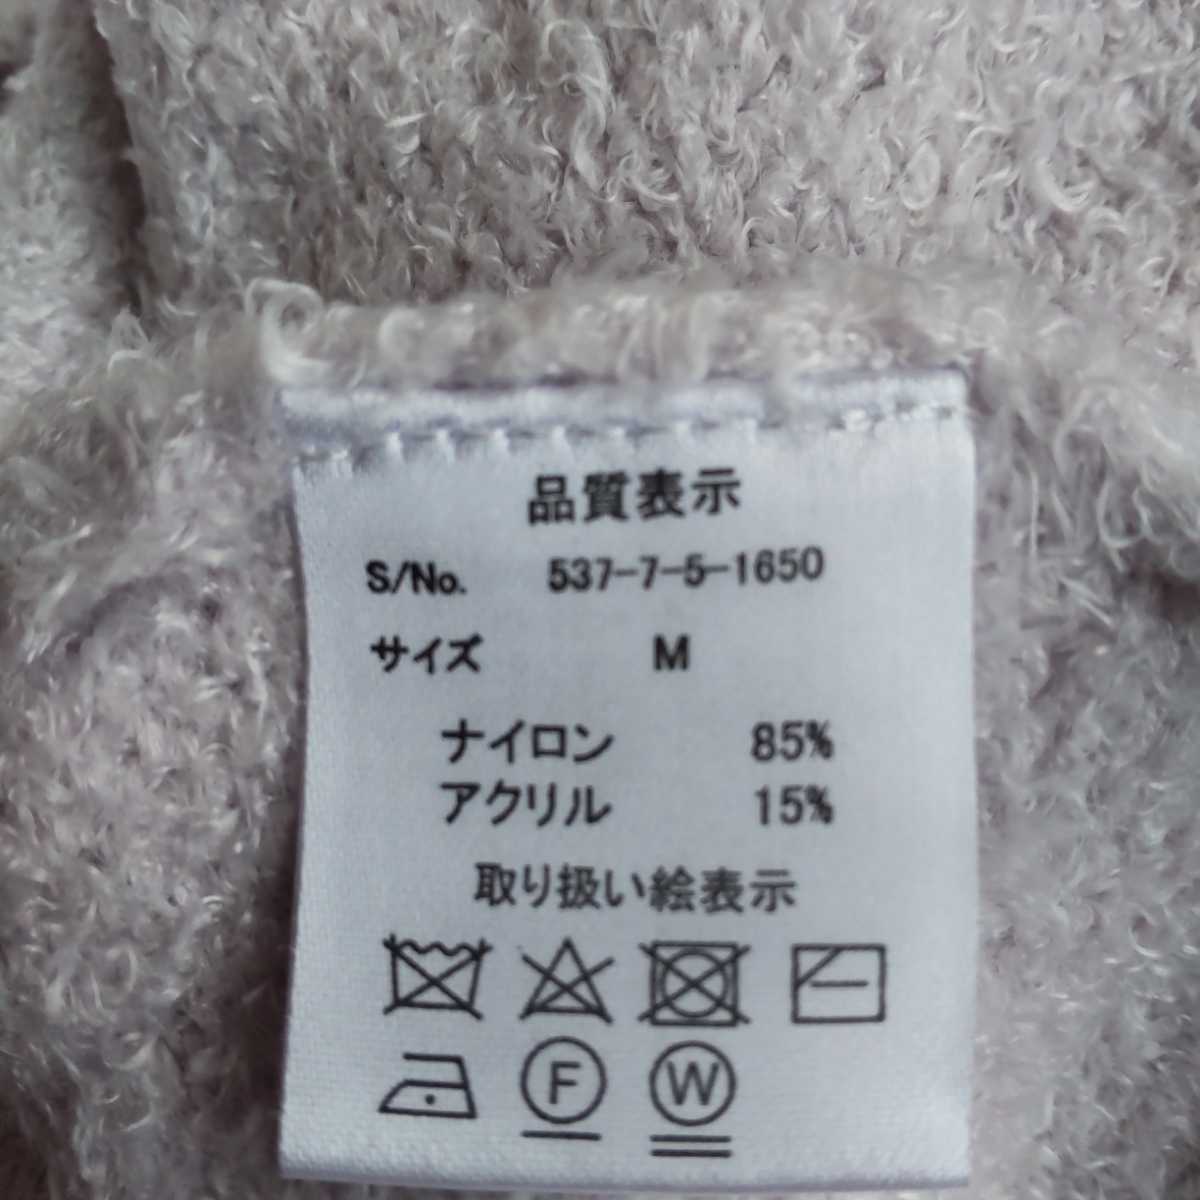 品質表示
S/No. 537-7-5-1650
サイズ M
ナイロン 85%
アクリル 15%
取り扱い絵表示
F W